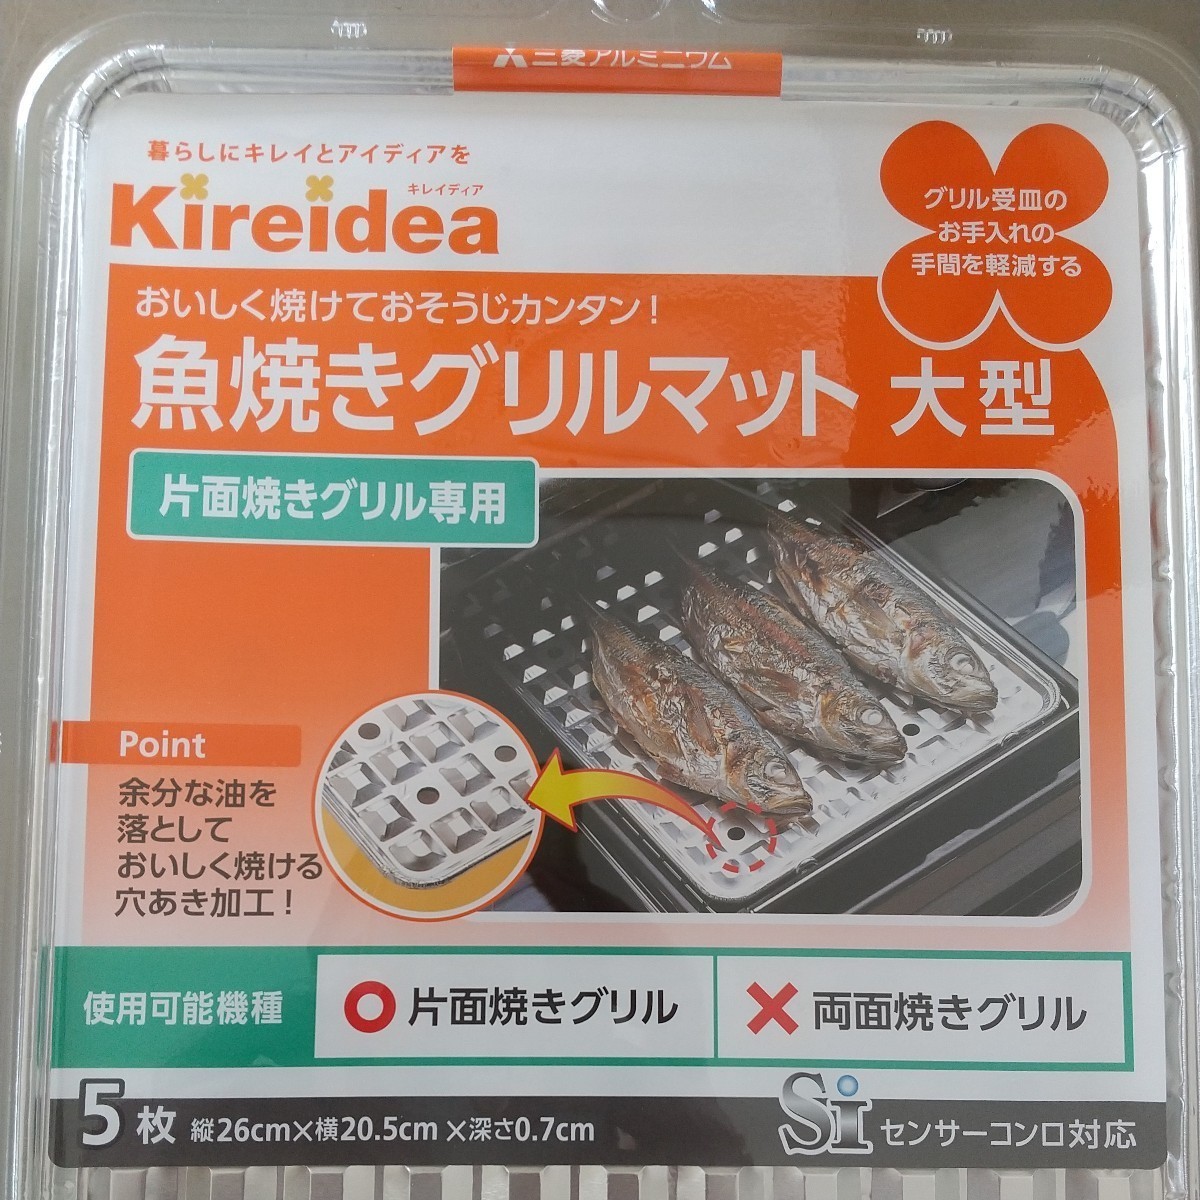 三菱アルミニウム
暮らしにキレイとアイディアを
キレイディア
Kireidea
グリル受皿の
お手入れの
手間を軽減する
おいしく焼けておそうじカンタン!
魚焼きグリルマット 大型
片面焼きグリル専用
Point
余分な油を
落として
おいしく焼ける
穴あき加工!
使用可能機種
○ 片面焼きグリル
× 両面焼きグリル
5枚 縦26cm×横20.5cm×深さ0.7cm
Si センサーコンロ対応